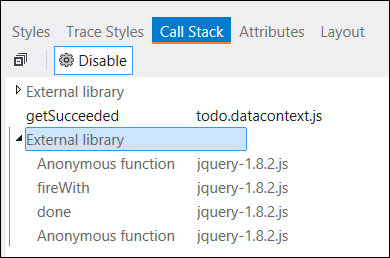 Styles Trace Styles Call Stack Attributes Layout
Disable
External library
getSucceeded todo.datacontext.js
External library
Anonymous function jquery-1.8.2.js
fireWith jquery-1.8.2.js
done jquery-1.8.2.js
Anonymous function jquery-1.8.2.js